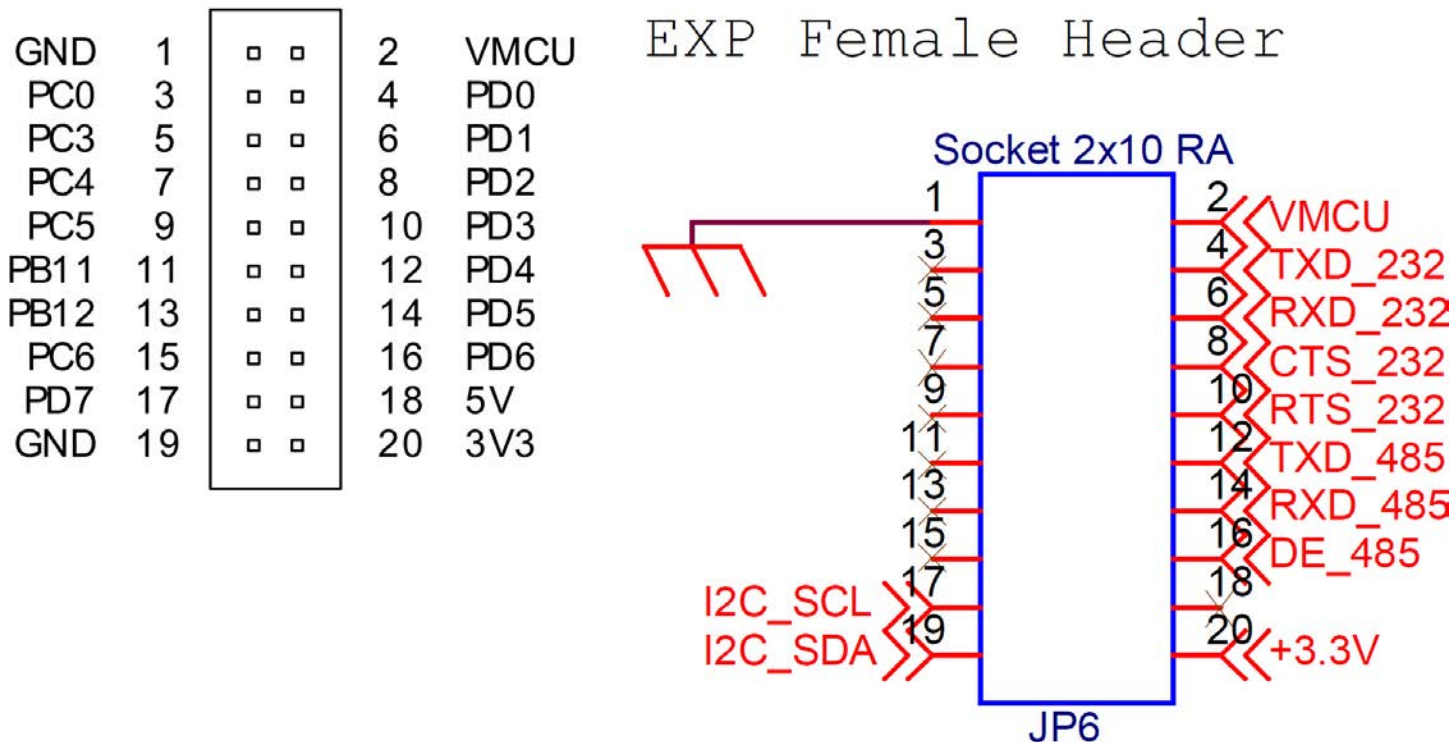 EXP Female Header
GND 1 2 VMCU
PC0 3 4 PD0
PC3 5 6 PD1
PC4 7 8 PD2
PC5 9 10 PD3
PB11 11 12 PD4
PB12 13 14 PD5
PC6 15 16 PD6
PD7 17 18 5V
GND 19 20 3V3
Socket 2x10 RA
1 2 VMCU
3 4 TXD_232
5 6 RXD_232
7 8 CTS_232
9 10 RTS_232
11 12 TXD_485
13 14 RXD_485
15 16 DE_485
I2C_SCL 17 18
I2C_SDA 19 20 +3.3V
JP6